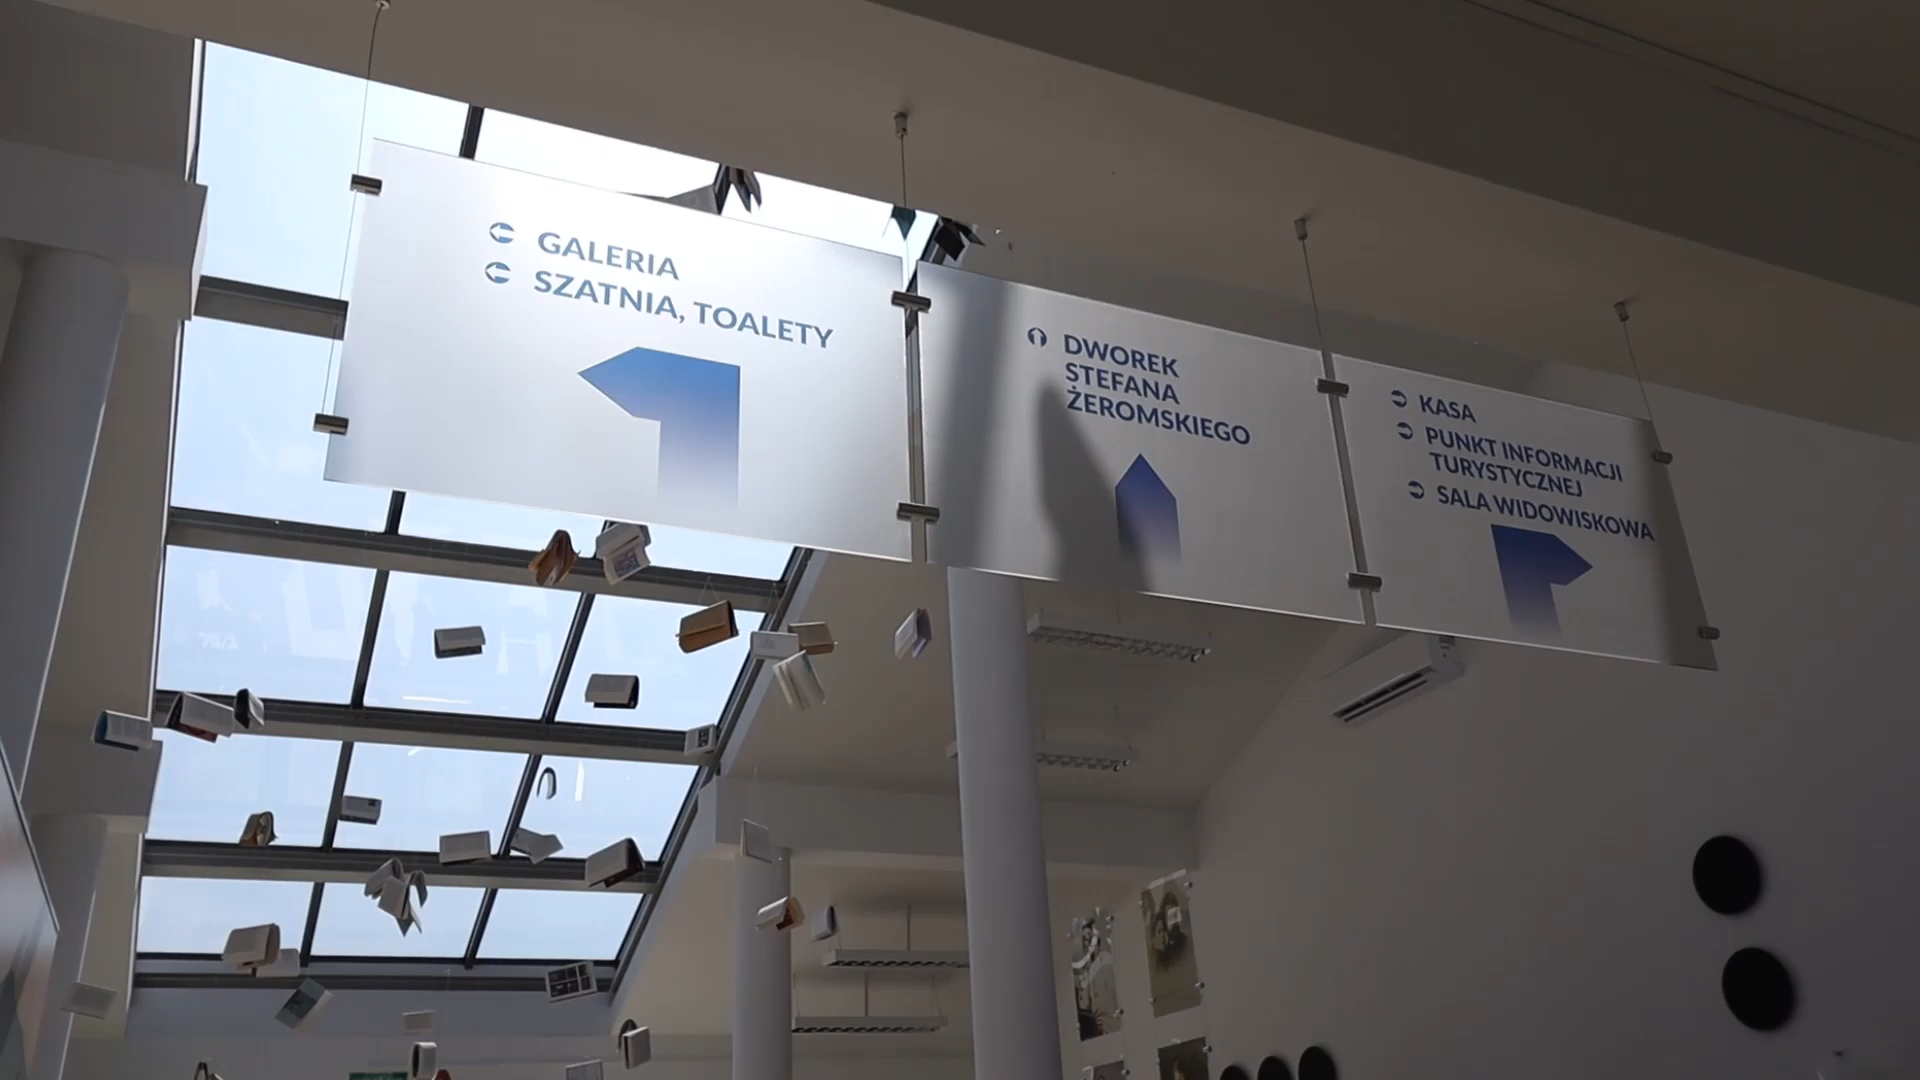 GALERIA
SZATNIA, TOALETY
DWOREK
STEFANA
ŻEROMSKIEGO
KASA
PUNKT INFORMACJI
TURYSTYCZNEJ
SALA WIDOWISKOWA